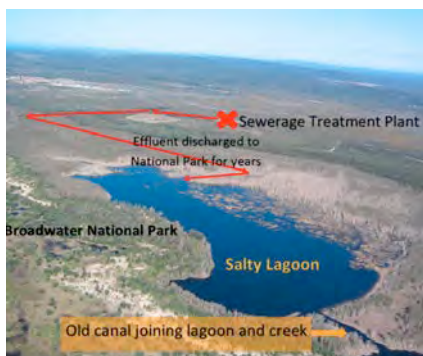 Sewerage Treatment Plant
Effluent discharged to
National Park for years
Broadwater National Park
Salty Lagoon
Old canal joining lagoon and creek